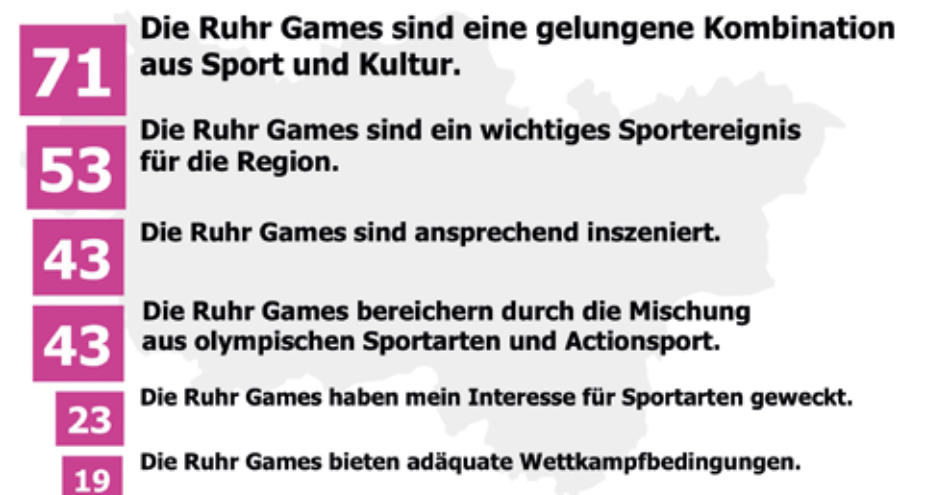 71
Die Ruhr Games sind eine gelungene Kombination
aus Sport und Kultur.
53
Die Ruhr Games sind ein wichtiges Sportereignis
für die Region.
43
Die Ruhr Games sind ansprechend inszeniert.
43
Die Ruhr Games bereichern durch die Mischung
aus olympischen Sportarten und Actionsport.
23
Die Ruhr Games haben mein Interesse für Sportarten geweckt.
19
Die Ruhr Games bieten adäquate Wettkampfbedingungen.